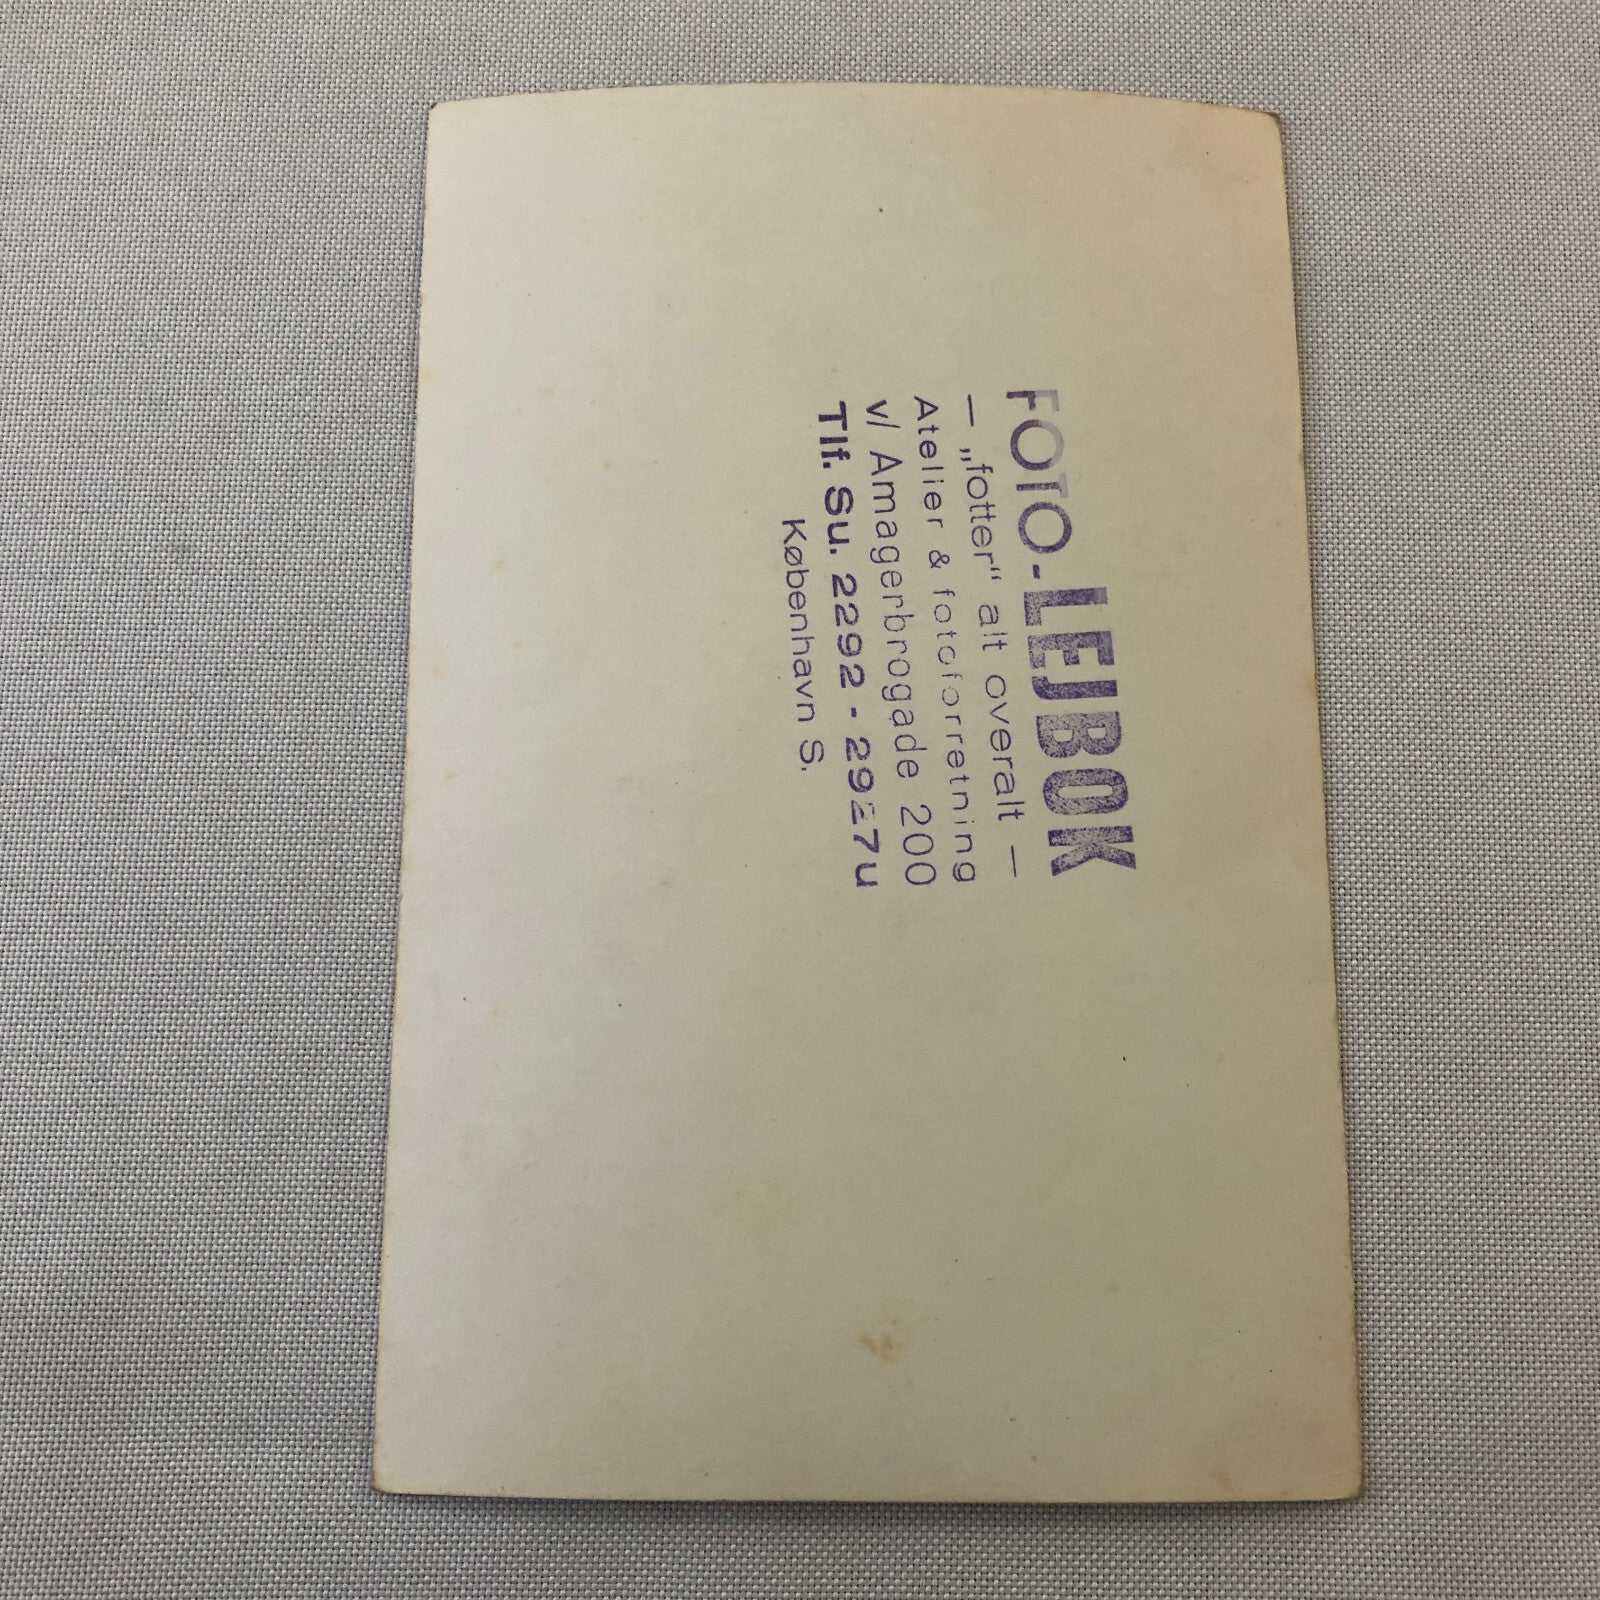 FOTO-LEJBOK
— „fotter“ alt overalt —
Atelier & fotoforretning
v/ Amagerbrogade 200
Tlf. Su. 2292 - 2927u
København S.